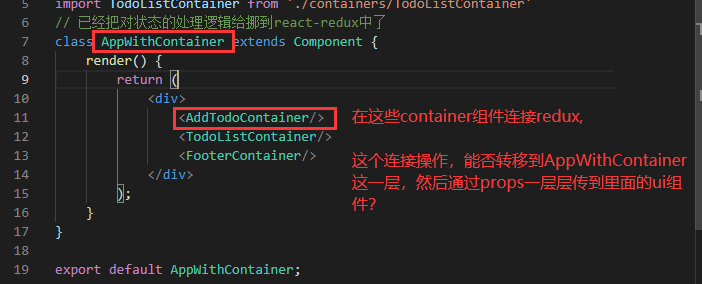 5 import TodoListContainer from './containers/TodoListContainer'
6 // 已经把对状态的处理逻辑给挪到react-redux中了
7 class AppWithContainer extends Component {
8 render() {
9 return (
10 <div>
11 <AddTodoContainer/>
在这些container组件连接redux,
12 <TodoListContainer/>
13 <FooterContainer/>
这个连接操作，能否转移到AppWithContainer
14 </div>
这一层，然后通过props一层层传到里面的ui组
15 );
件？
16 }
17 }
18
19 export default AppWithContainer;